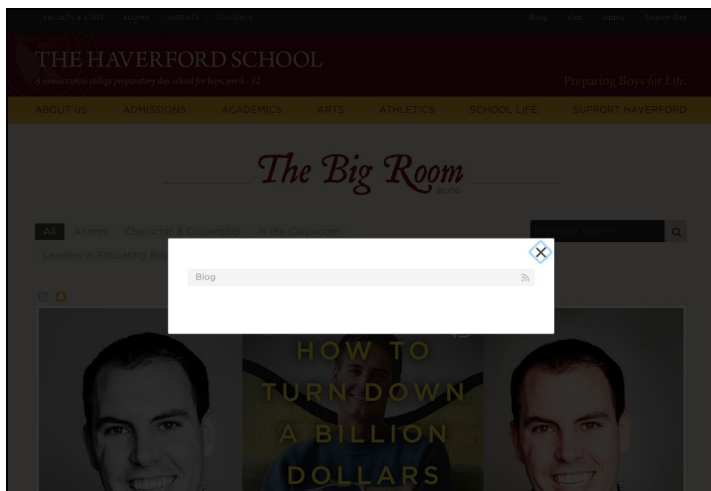 FACULTY & STAFF ALUMNI PARENTS STUDENTS Blog Visit Apply Search Site
THE HAVERFORD SCHOOL
A nonsectarian college preparatory day school for boys, pre-k - 12
Preparing Boys for Life.
ABOUT US ADMISSIONS ACADEMICS ARTS ATHLETICS SCHOOL LIFE SUPPORT HAVERFORD
The Big Room
BLOG
All Alumni Character & Citizenship In the Classroom
Leaders in Educating Boys
Blog
HOW TO
TURN DOWN
A BILLION
DOLLARS